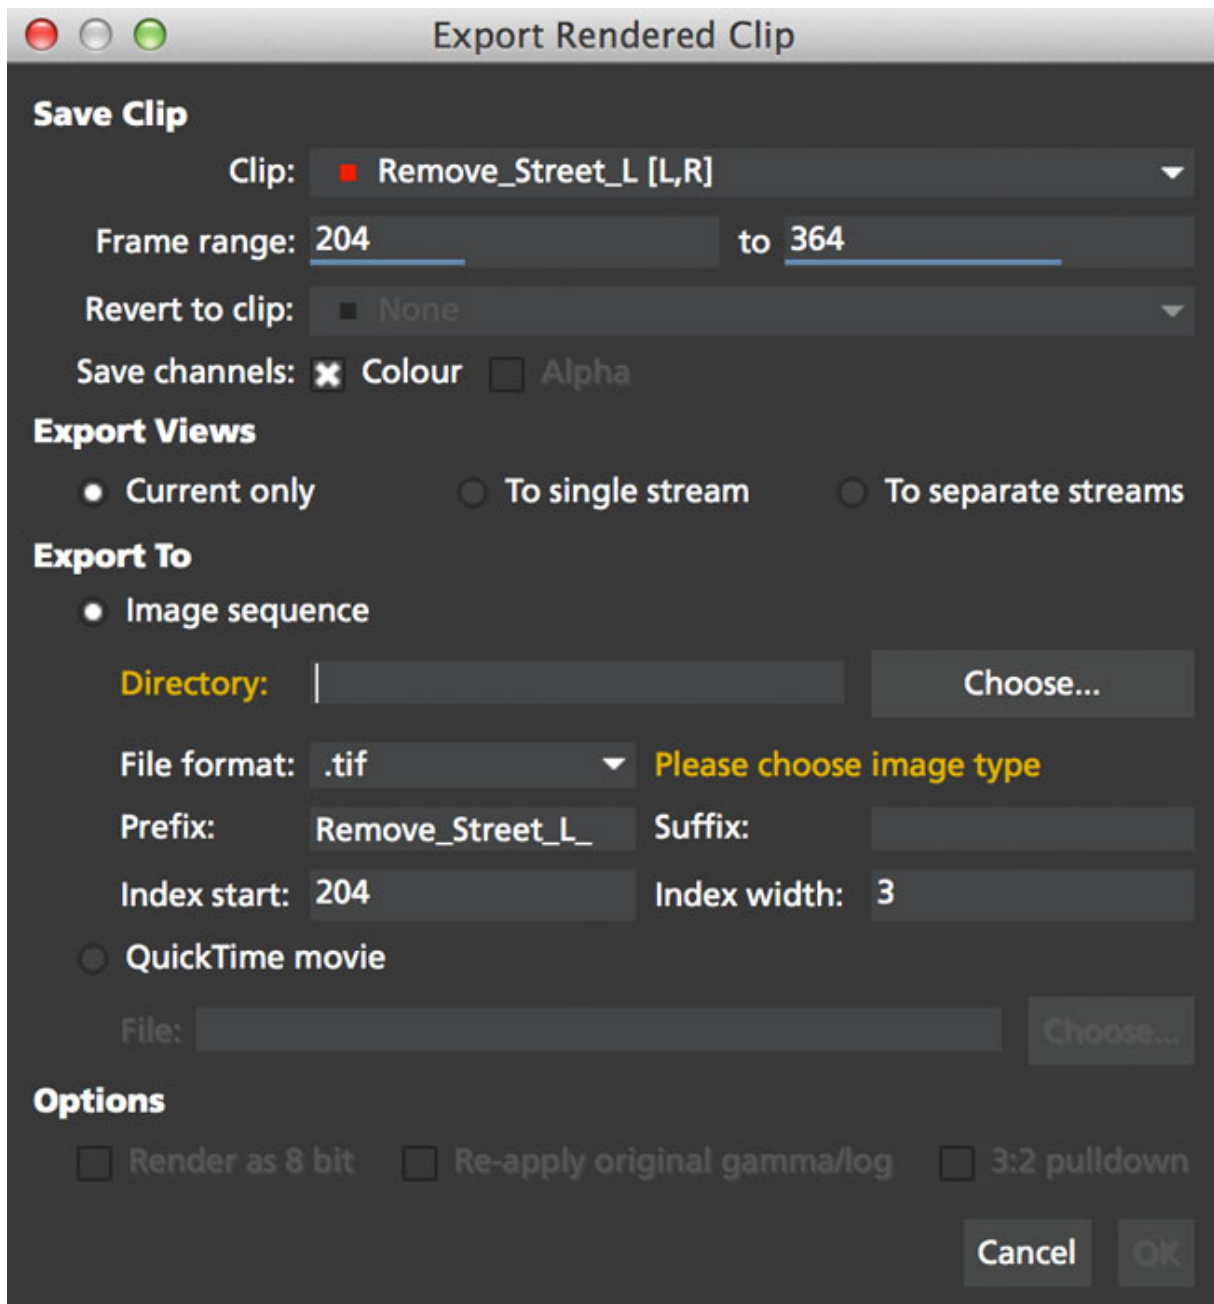 Export Rendered Clip
Save Clip
Clip: Remove_Street_L [L,R]
Frame range: 204 to 364
Revert to clip: None
Save channels: Colour Alpha
Export Views
Current only To single stream To separate streams
Export To
Image sequence
Directory: Choose...
File format: .tif Please choose image type
Prefix: Remove_Street_L_ Suffix:
Index start: 204 Index width: 3
QuickTime movie
File: Choose...
Options
Render as 8 bit Re-apply original gamma/log 3:2 pulldown
Cancel OK